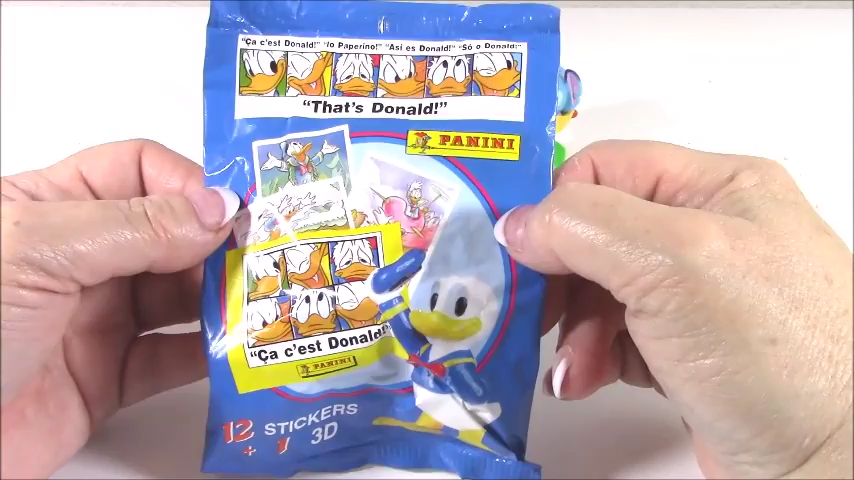 "Ça c'est Donald!" "Io Paperino!" "Así es Donald!" "Só o Donald!"
"That's Donald!"
PANINI
"Ça c'est Donald!"
PANINI
12 STICKERS
+ 1 3D